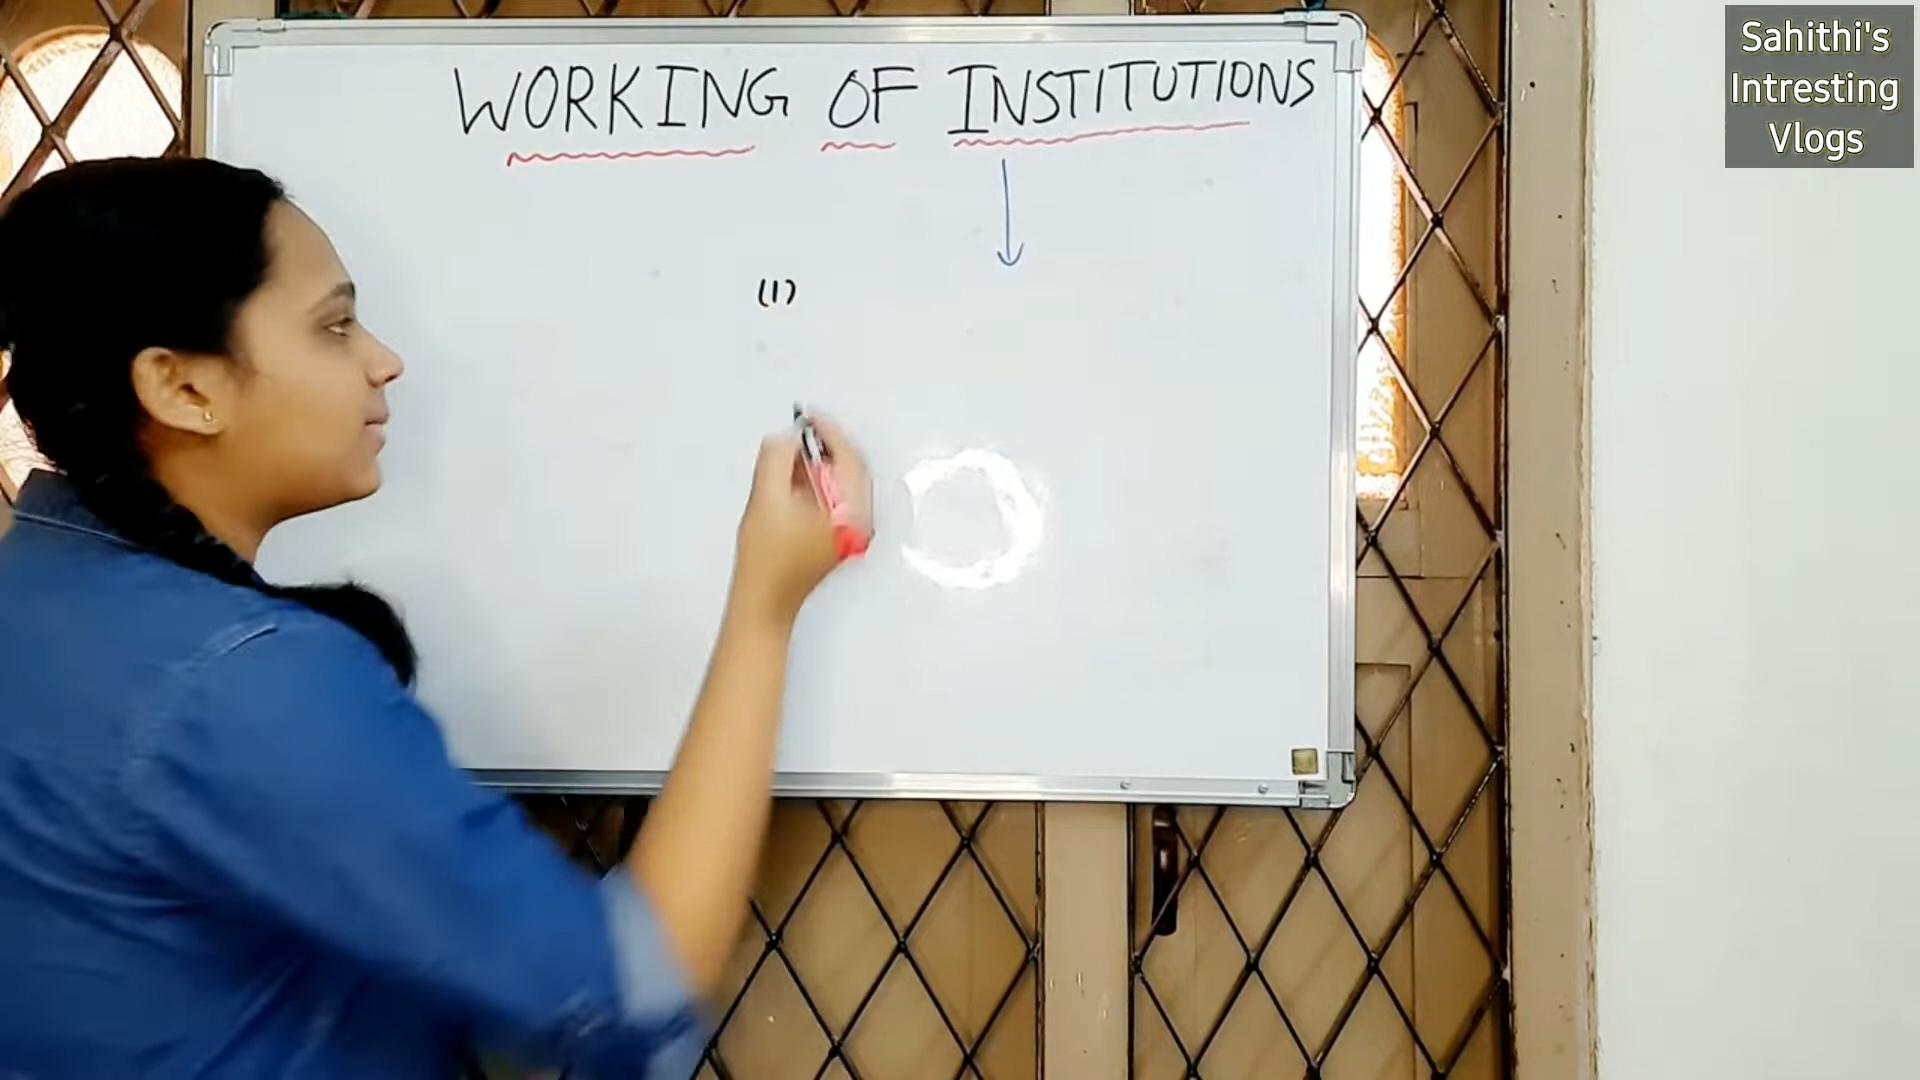 WORKING OF INSTITUTIONS
(1)
Sahithi's
Intresting
Vlogs